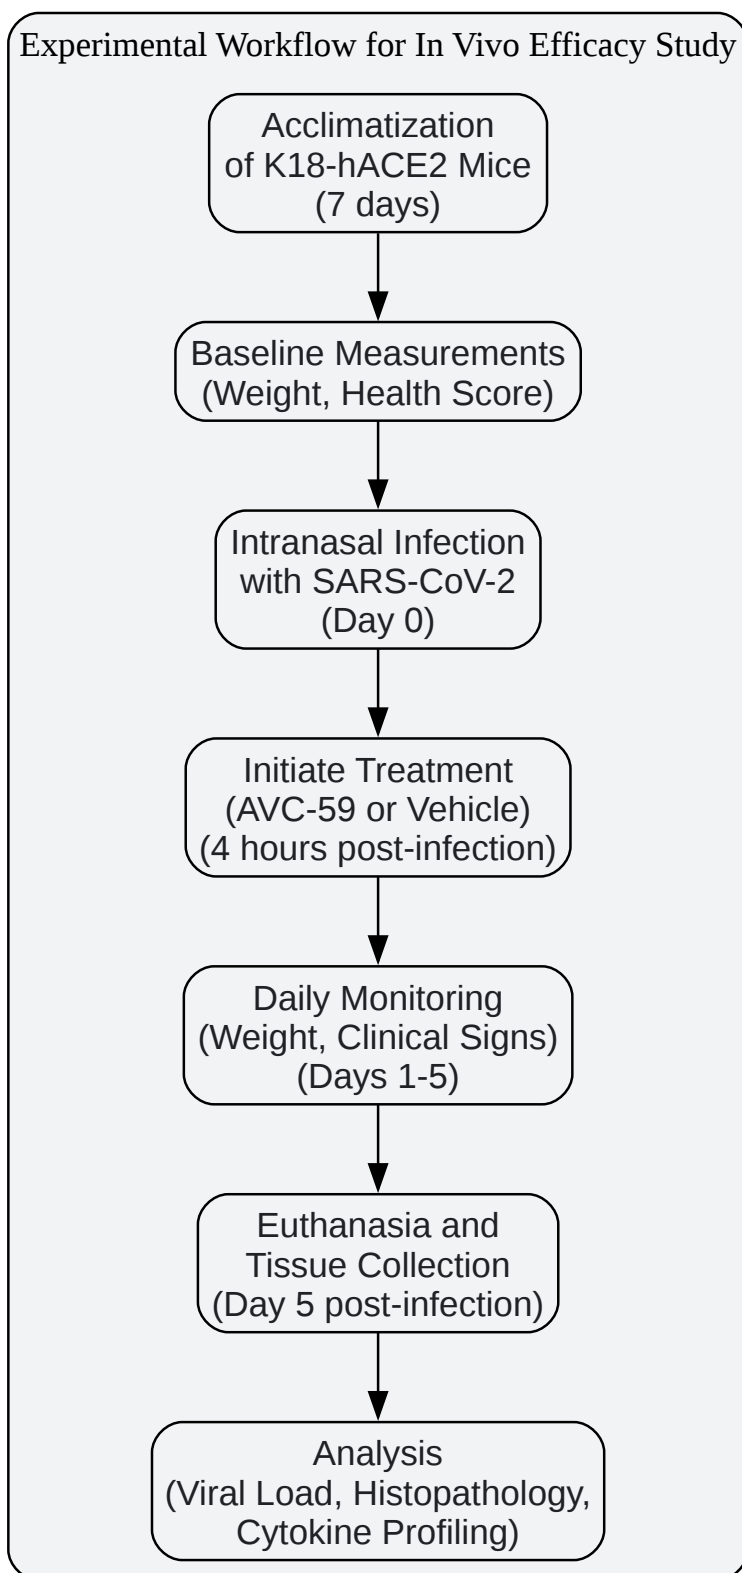 Experimental Workflow for In Vivo Efficacy Study
Acclimatization
of K18-hACE2 Mice
(7 days)
Baseline Measurements
(Weight, Health Score)
Intranasal Infection
with SARS-CoV-2
(Day 0)
Initiate Treatment
(AVC-59 or Vehicle)
(4 hours post-infection)
Daily Monitoring
(Weight, Clinical Signs)
(Days 1-5)
Euthanasia and
Tissue Collection
(Day 5 post-infection)
Analysis
(Viral Load, Histopathology,
Cytokine Profiling)